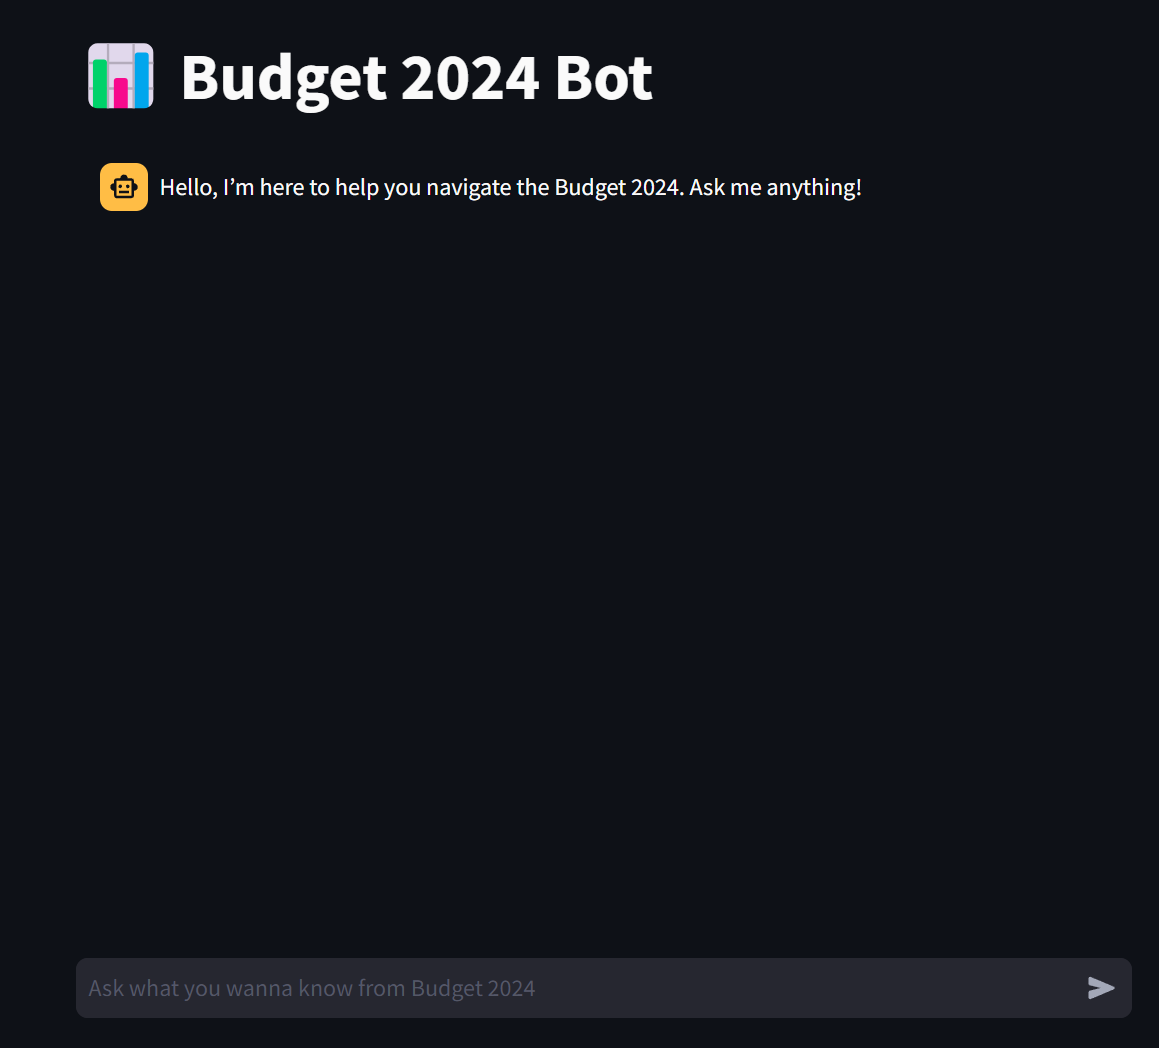 Budget 2024 Bot
Hello, I’m here to help you navigate the Budget 2024. Ask me anything!
Ask what you wanna know from Budget 2024